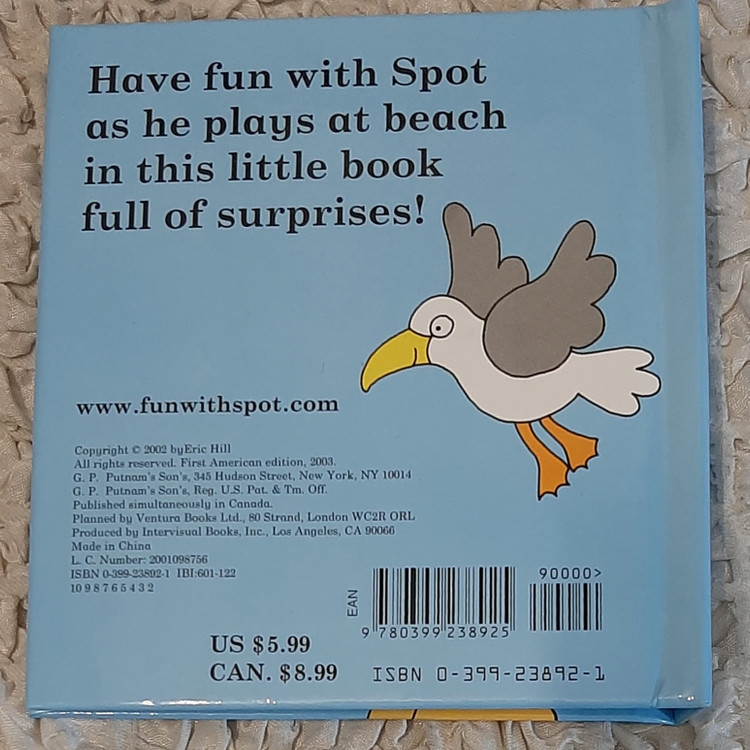 Have fun with Spot
as he plays at beach
in this little book
full of surprises!
www.funwithspot.com
Copyright © 2002 byEric Hill
All rights reserved. First American edition, 2003.
G. P. Putnam's Son's, 345 Hudson Street, New York, NY 10014
G. P. Putnam's Son's, Reg. U.S. Pat. & Tm. Off.
Published simultaneously in Canada.
Planned by Ventura Books Ltd., 80 Strand, London WC2R ORL
Produced by Intervisual Books, Inc., Los Angeles, CA 90066
Made in China
L. C. Number: 2001098756
ISBN 0-399-23892-1 IBI:601-122
10 9 8 7 6 5 4 3 2
US $5.99
CAN. $8.99
EAN
90000>
9 780399 238925
ISBN 0-399-23892-1